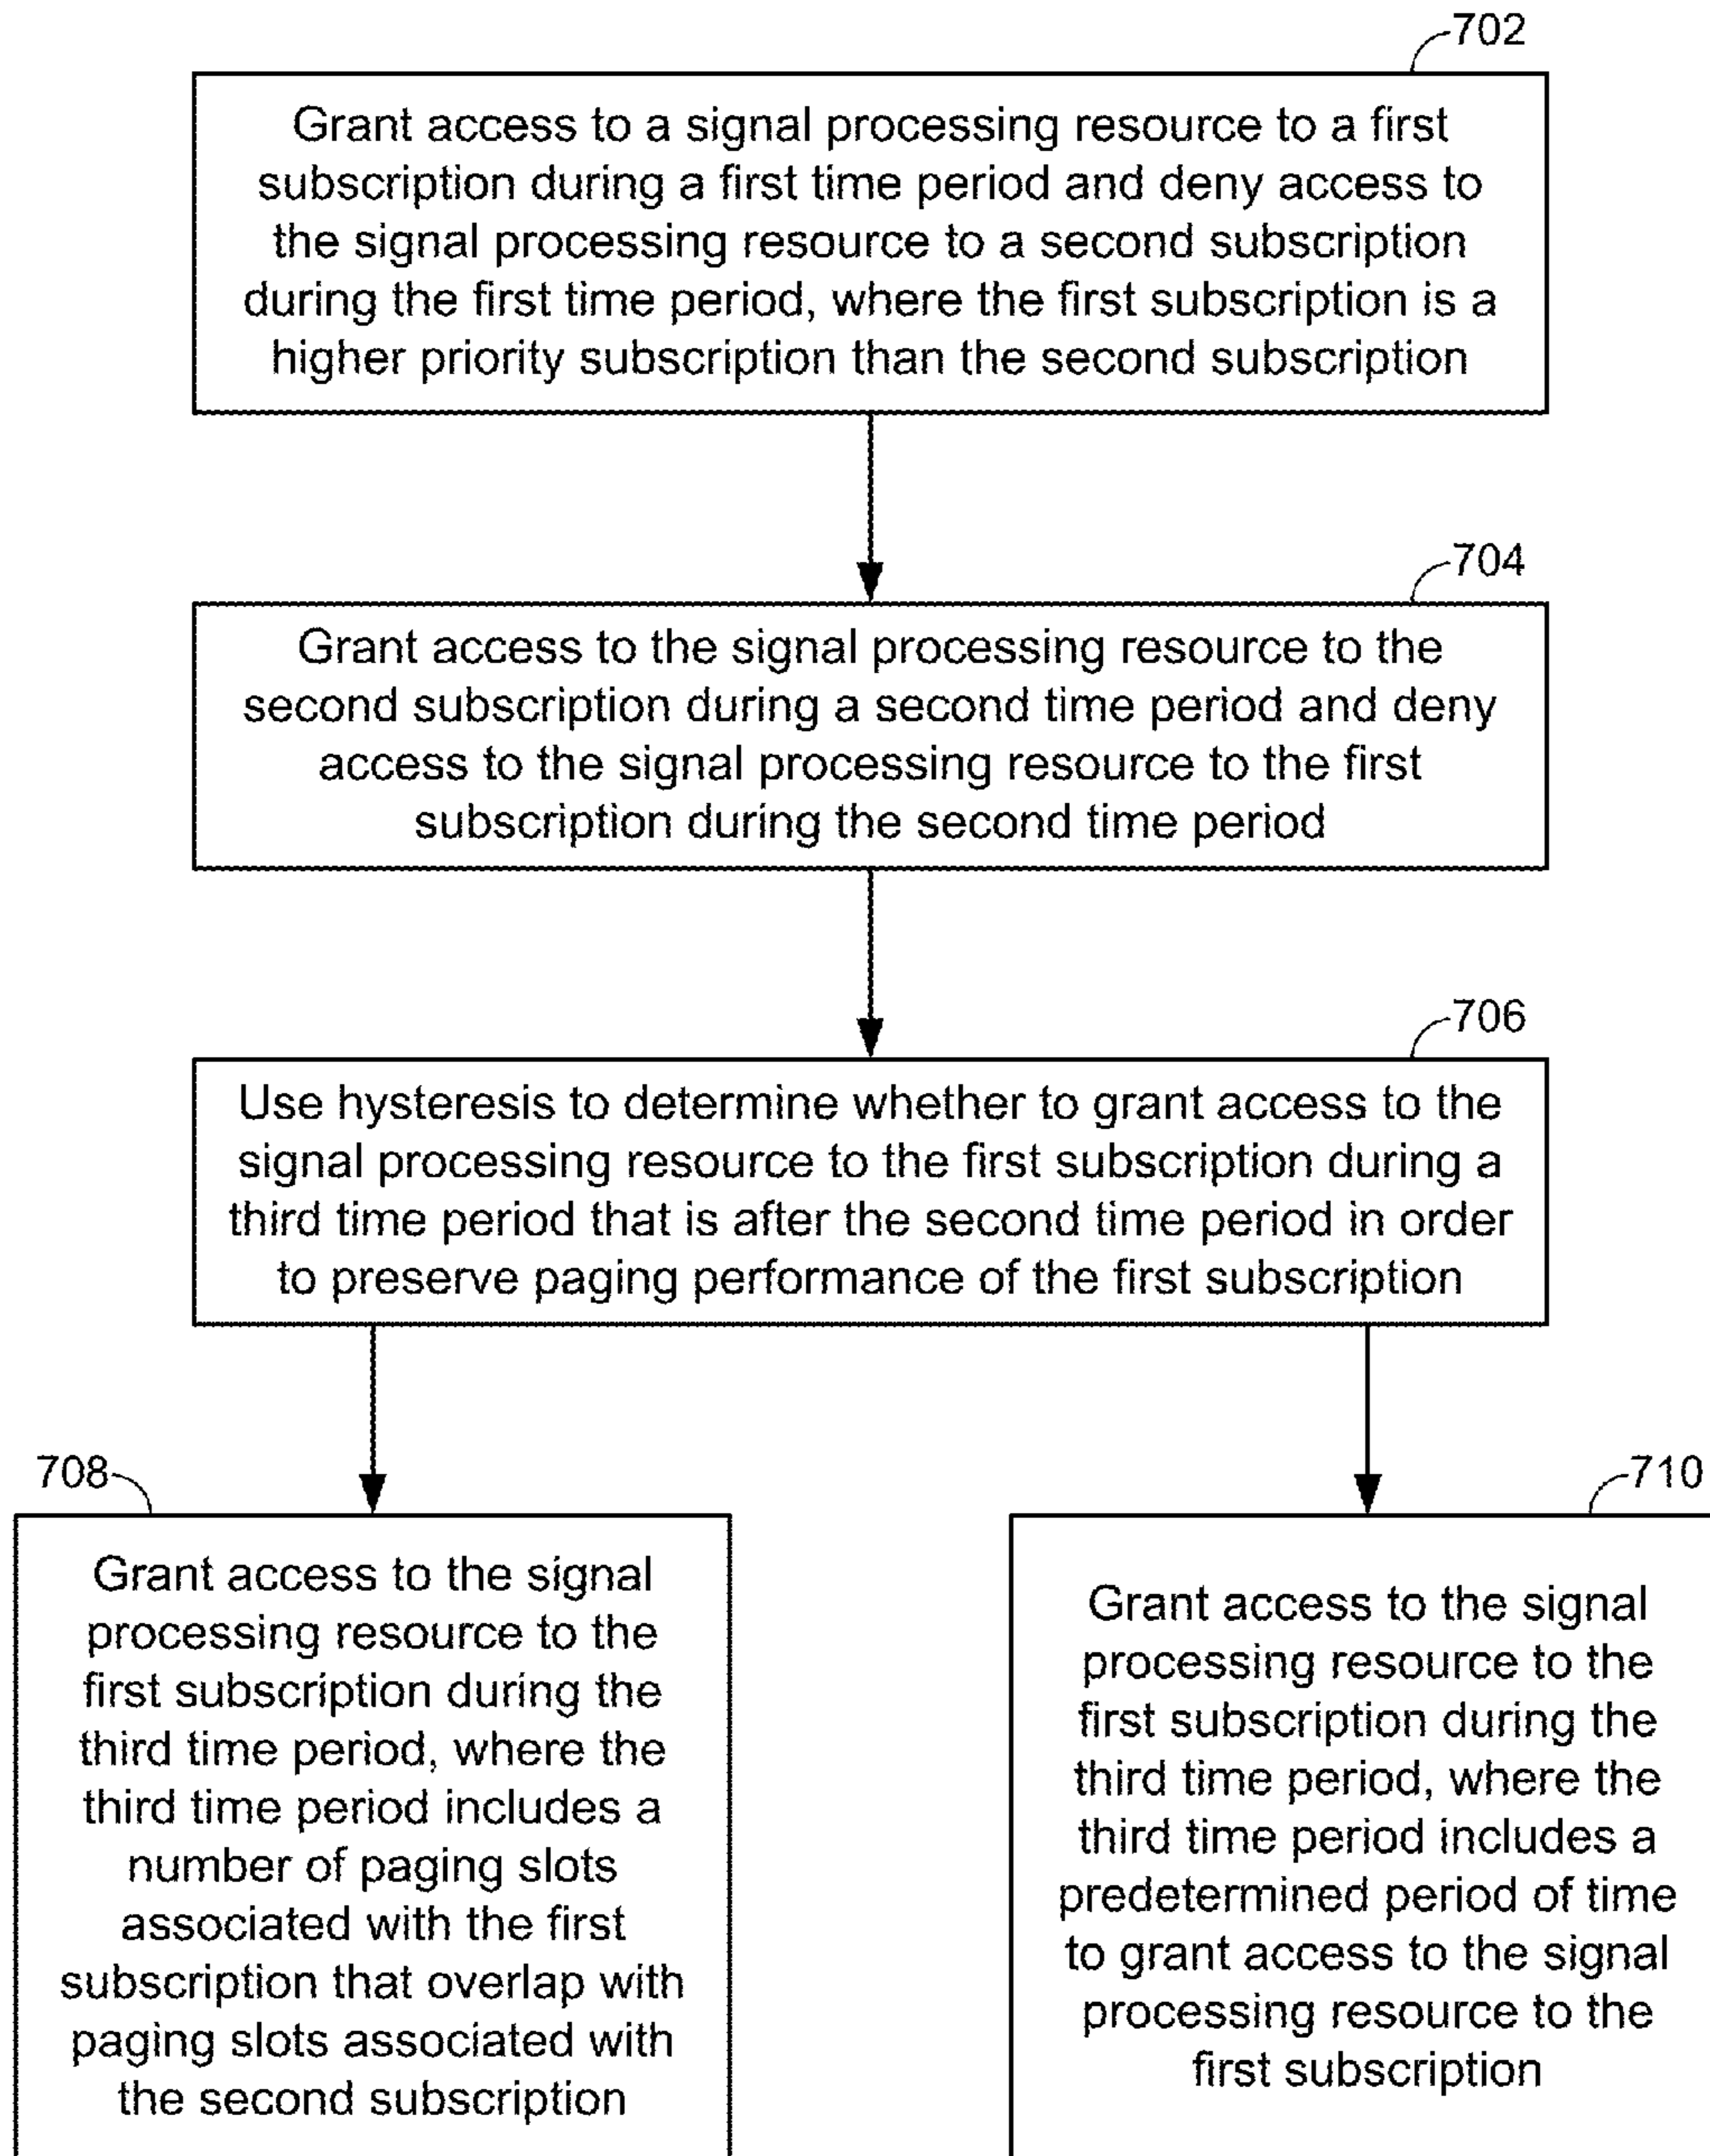 702
Grant access to a signal processing resource to a first
subscription during a first time period and deny access to
the signal processing resource to a second subscription
during the first time period, where the first subscription is a
higher priority subscription than the second subscription
704
Grant access to the signal processing resource to the
second subscription during a second time period and deny
access to the signal processing resource to the first
subscription during the second time period
706
Use hysteresis to determine whether to grant access to the
signal processing resource to the first subscription during a
third time period that is after the second time period in order
to preserve paging performance of the first subscription
708
Grant access to the signal
processing resource to the
first subscription during the
third time period, where the
third time period includes a
number of paging slots
associated with the first
subscription that overlap with
paging slots associated with
the second subscription
710
Grant access to the signal
processing resource to the
first subscription during the
third time period, where the
third time period includes a
predetermined period of time
to grant access to the signal
processing resource to the
first subscription